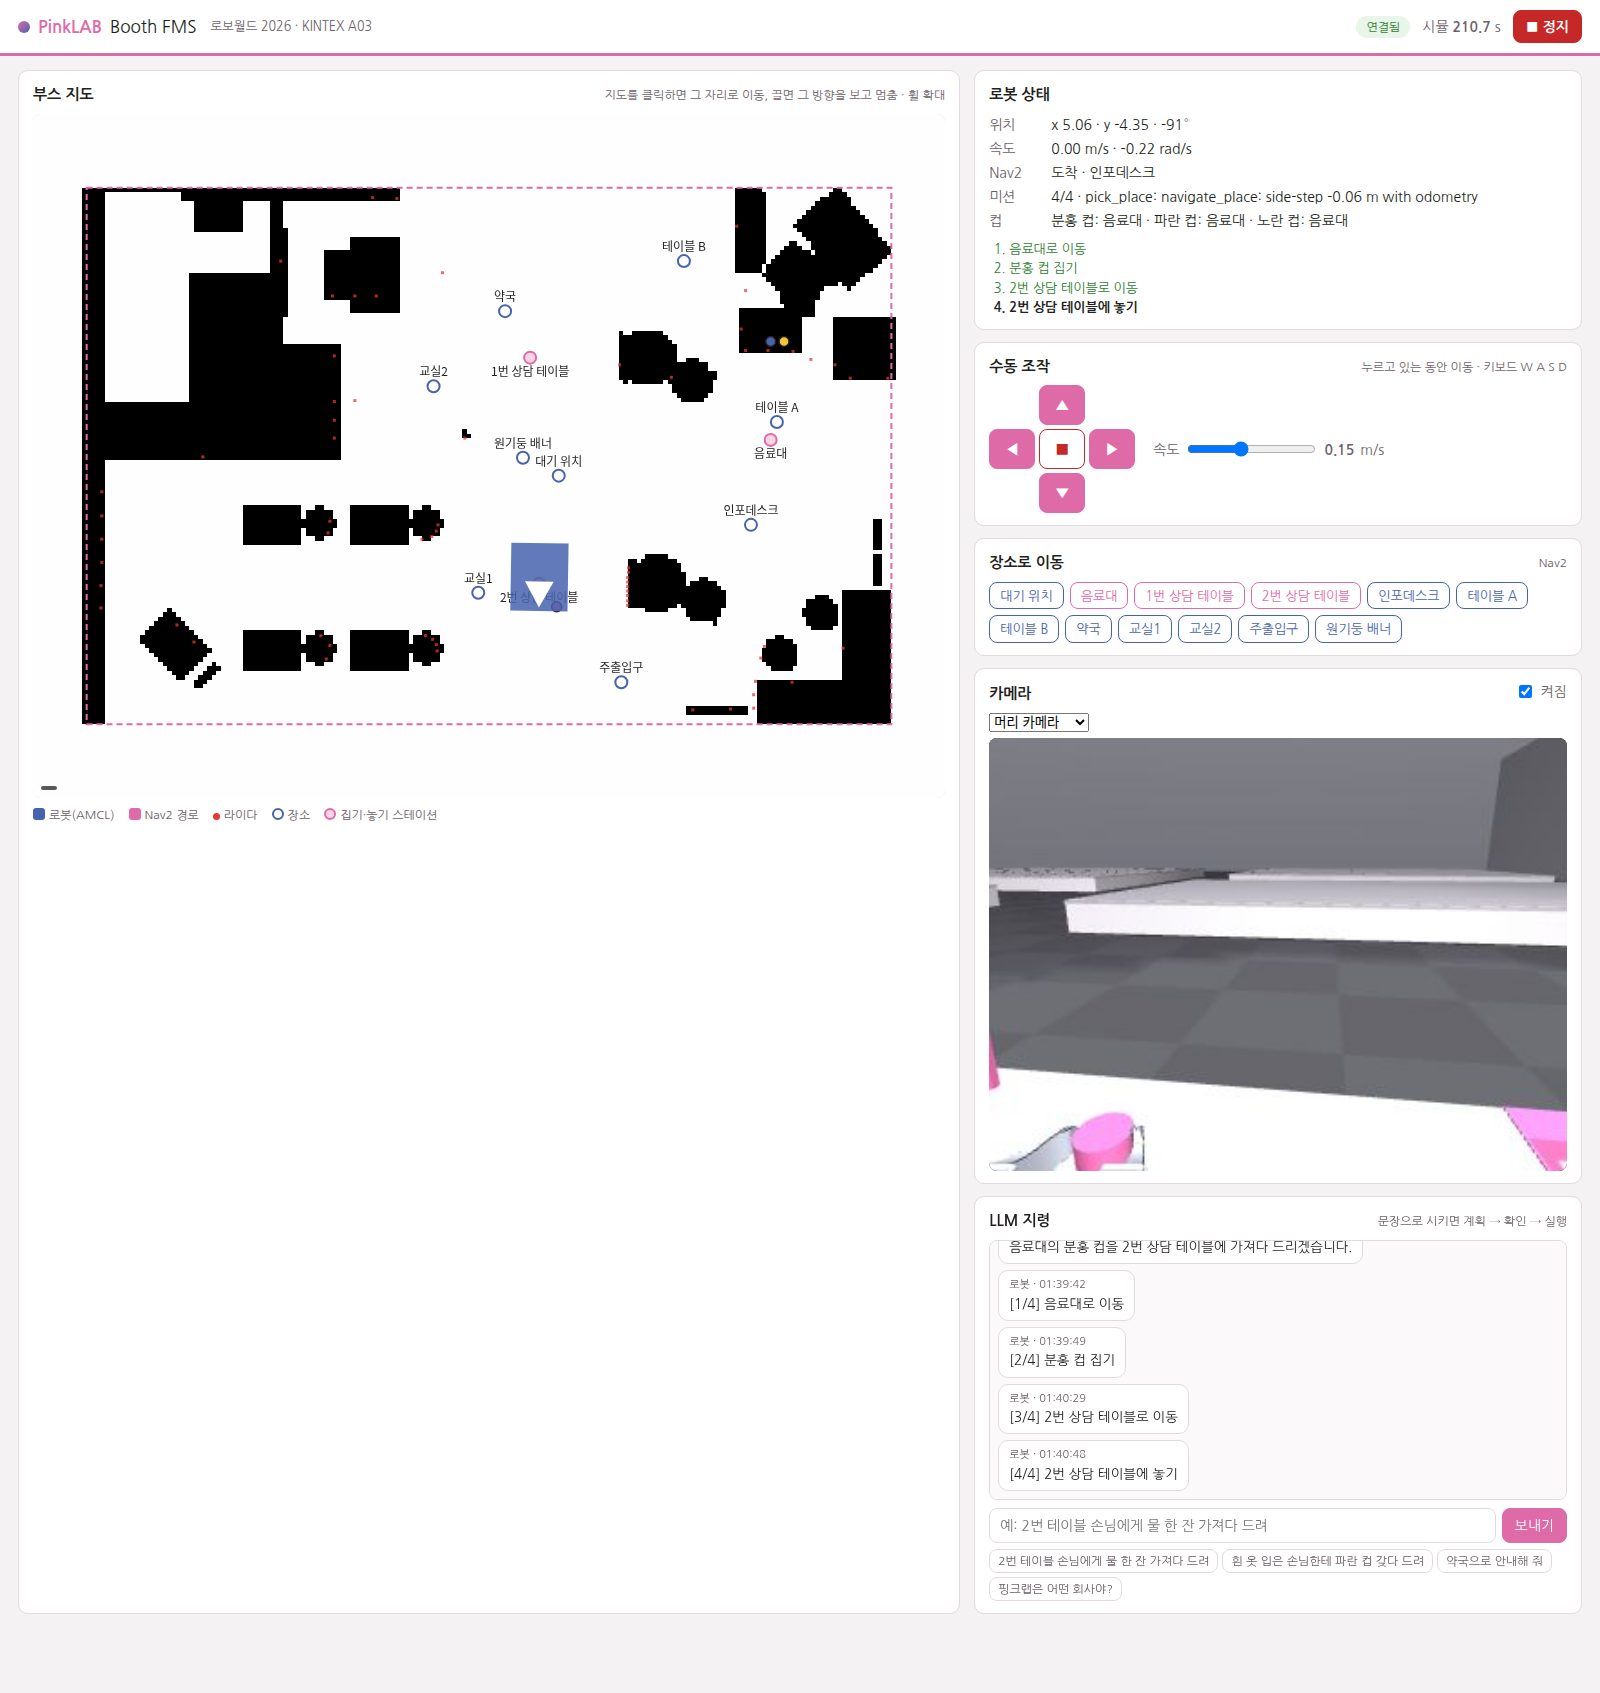 PinkLAB Booth FMS 로보월드 2026 · KINTEX A03
연결됨 시뮬 210.7 s ■ 정지
부스 지도 지도를 클릭하면 그 자리로 이동, 끌면 그 방향을 보고 멈춤 · 휠 확대
테이블 B
약국
1번 상담 테이블
교실2
테이블 A
원기둥 배너
음료대
대기 위치
인포데스크
교실1
주출입구
로봇(AMCL) Nav2 경로 라이다 장소 집기·놓기 스테이션
로봇 상태
위치 x 5.06 · y -4.35 · -91°
속도 0.00 m/s · -0.22 rad/s
Nav2 도착 · 인포데스크
미션 4/4 · pick_place: navigate_place: side-step -0.06 m with odometry
컵 분홍 컵: 음료대 · 파란 컵: 음료대 · 노란 컵: 음료대
1. 음료대로 이동
2. 분홍 컵 집기
3. 2번 상담 테이블로 이동
4. 2번 상담 테이블에 놓기
수동 조작 누르고 있는 동안 이동 · 키보드 W A S D
▲
◀ ■ ▶ 속도 0.15 m/s
▼
장소로 이동 Nav2
대기 위치 음료대 1번 상담 테이블 2번 상담 테이블 인포데스크 테이블 A
테이블 B 약국 교실1 교실2 주출입구 원기둥 배너
카메라 켜짐
머리 카메라
LLM 지령 문장으로 시키면 계획 → 확인 → 실행
음료대의 분홍 컵을 2번 상담 테이블에 가져다 드리겠습니다.
로봇 · 01:39:42
[1/4] 음료대로 이동
로봇 · 01:39:49
[2/4] 분홍 컵 집기
로봇 · 01:40:29
[3/4] 2번 상담 테이블로 이동
로봇 · 01:40:48
[4/4] 2번 상담 테이블에 놓기
예: 2번 테이블 손님에게 물 한 잔 가져다 드려 보내기
2번 테이블 손님에게 물 한 잔 가져다 드려 흰 옷 입은 손님한테 파란 컵 갖다 드려 약국으로 안내해 줘
핑크랩은 어떤 회사야?